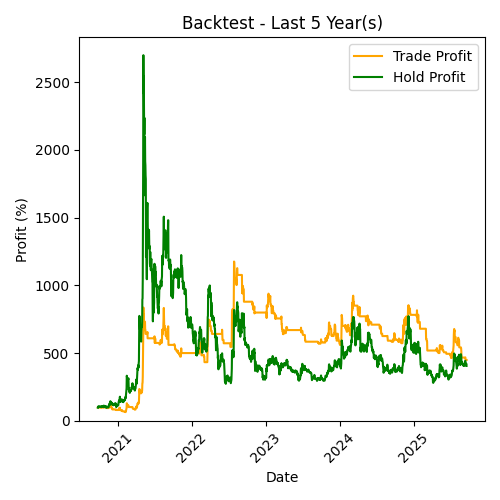 Backtest - Last 5 Year(s)
Trade Profit
Hold Profit
Profit (%)
2500
2000
1500
1000
500
0
2021
2022
2023
2024
2025
Date